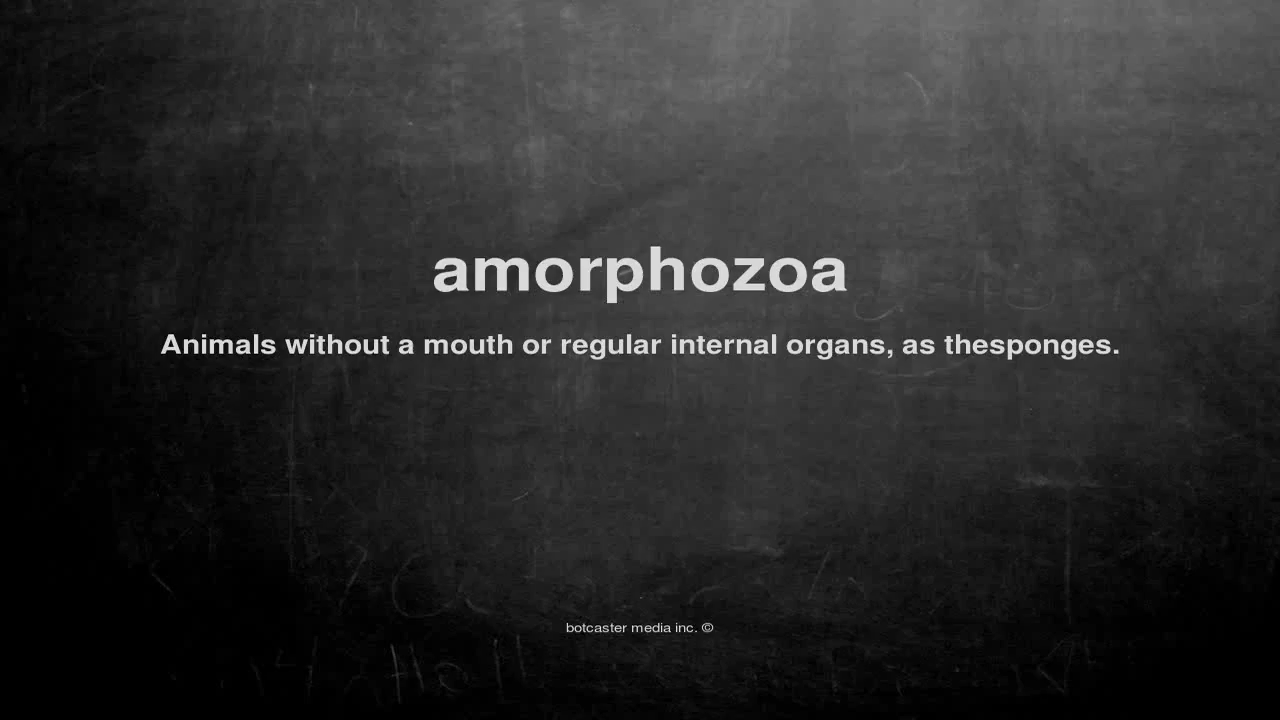 amorphozoa
Animals without a mouth or regular internal organs, as thesponges.
botcaster media inc. ©